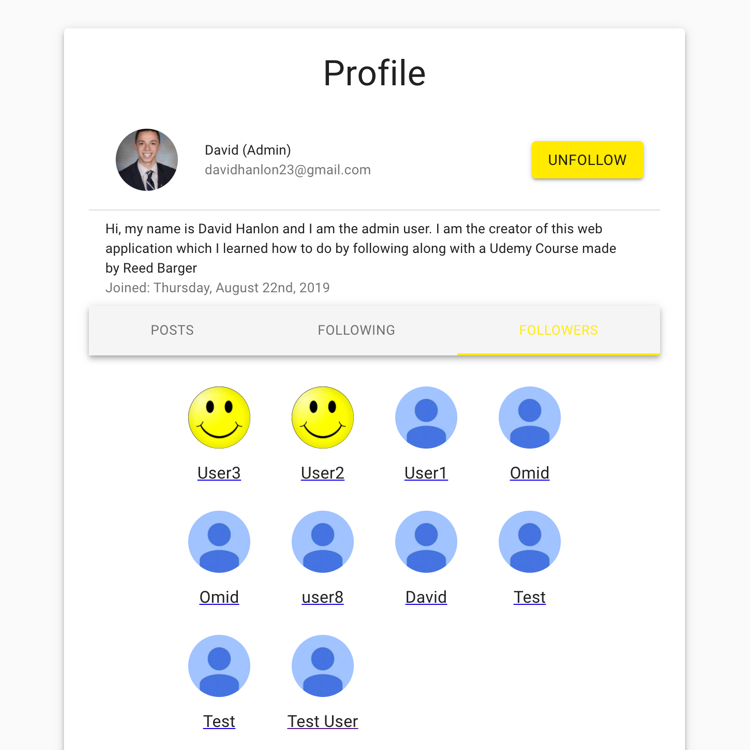 Profile
David (Admin)
davidhanlon23@gmail.com
UNFOLLOW
Hi, my name is David Hanlon and I am the admin user. I am the creator of this web
application which I learned how to do by following along with a Udemy Course made
by Reed Barger
Joined: Thursday, August 22nd, 2019
POSTS FOLLOWING FOLLOWERS
User3 User2 User1 Omid
Omid user8 David Test
Test Test User